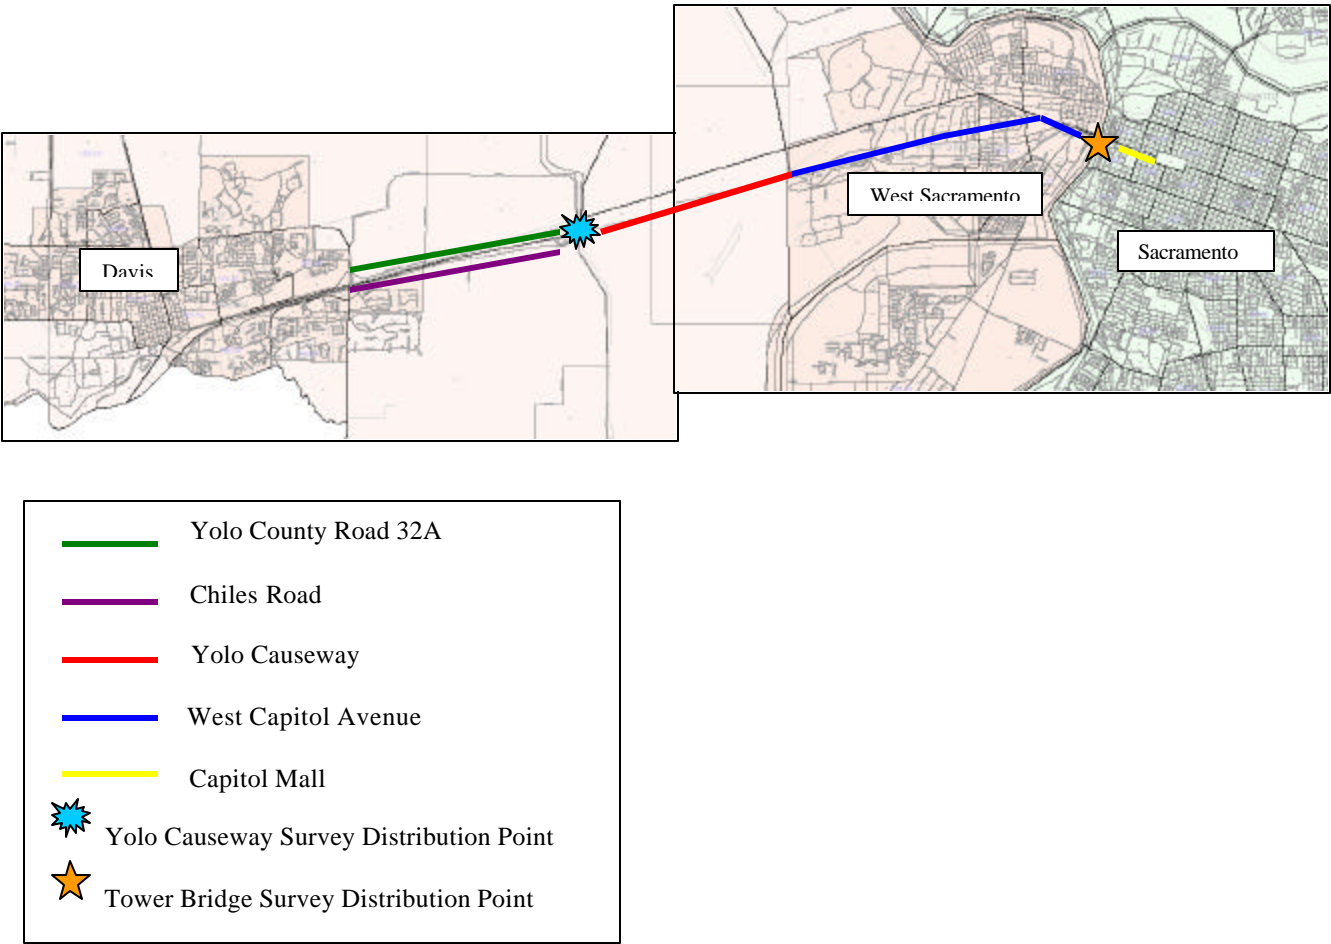 Davis
West Sacramento
Sacramento
Yolo County Road 32A
Chiles Road
Yolo Causeway
West Capitol Avenue
Capitol Mall
Yolo Causeway Survey Distribution Point
Tower Bridge Survey Distribution Point